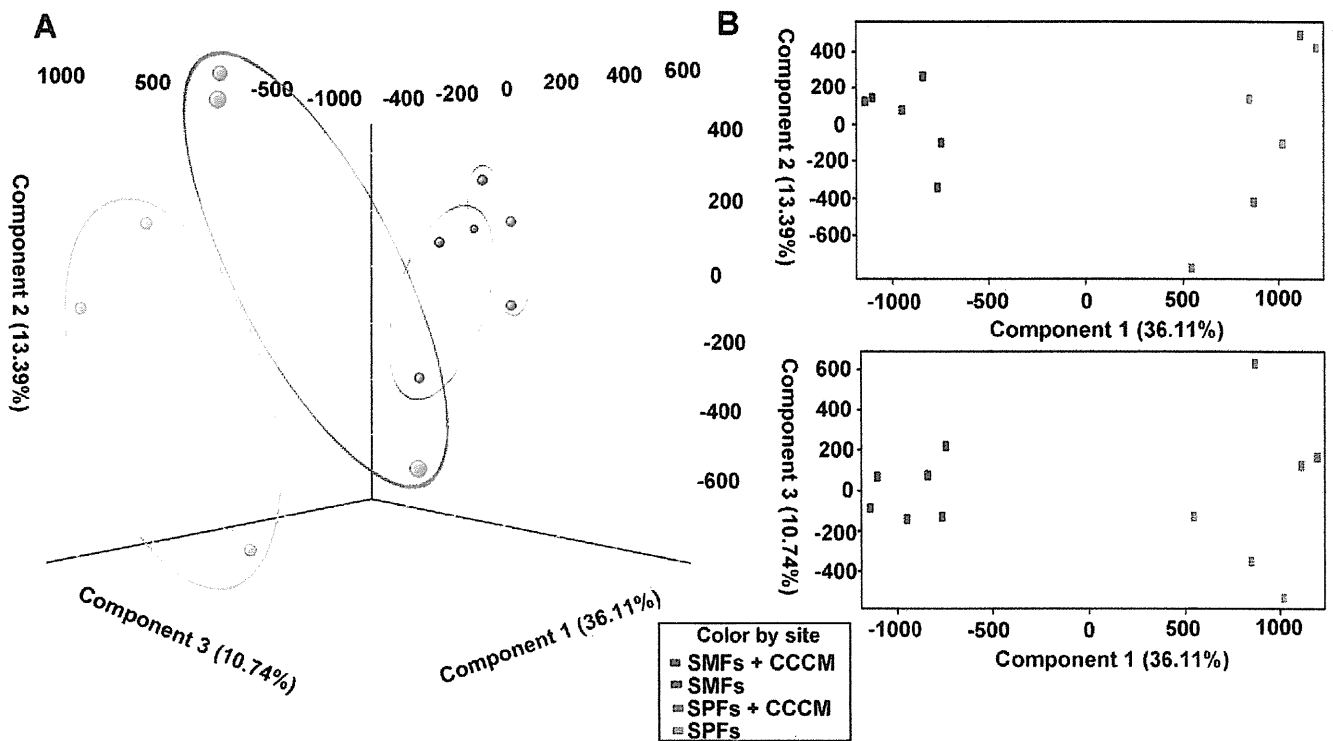 A
1000 500 -500 -1000 -400 -200 0 200 400 600
400
200
0
-200
-400
-600
Component 2 (13.39%)
Component 3 (10.74%)
Component 1 (36.11%)
B
Component 2 (13.39%)
400
200
0
-200
-400
-600
-1000 -500 0 500 1000
Component 1 (36.11%)
Component 3 (10.74%)
600
400
200
0
-200
-400
-1000 -500 0 500 1000
Component 1 (36.11%)
Color by site
SMFs + CCCM
SMFs
SPFs + CCCM
SPFs